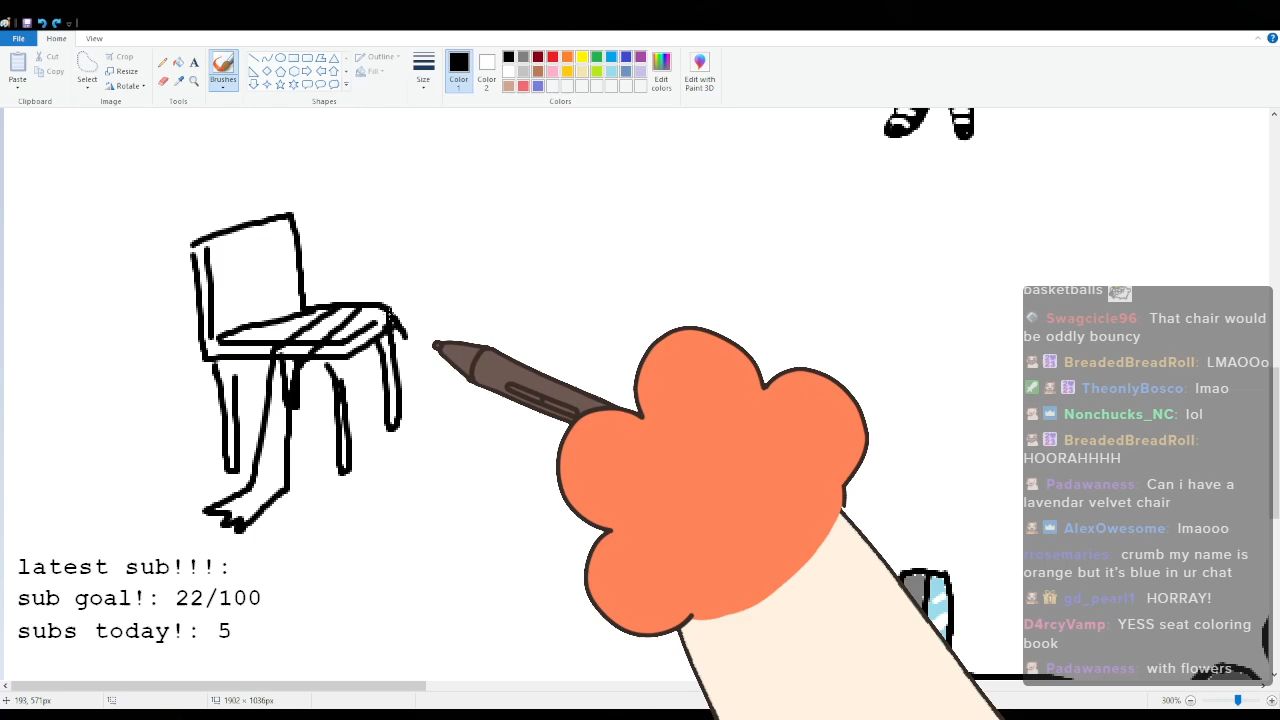 File Home View
Paste
Cut
Copy
Clipboard
Select
Crop
Resize
Rotate
Image
A
Tools
Brushes
Outline
Fill
Shapes
Size
Color
1
Color
2
Edit
colors
Colors
Edit with
Paint 3D
basketballs
Swagcicle96: That chair would
be oddly bouncy
BreadedBreadRoll: LMAOOo
TheonlyBosco: lmao
Nonchucks_NC: lol
BreadedBreadRoll:
HOORAHHHH
Padawaness: Can i have a
lavendar velvet chair
AlexOwesome: lmaooo
rrosemaries: crumb my name is
orange but it's blue in ur chat
gd_pearl1: HORRAY!
D4rcyVamp: YESS seat coloring
book
Padawaness: with flowers
latest sub!!!:
sub goal!: 22/100
subs today!: 5
193, 571px
1902 × 1036px
300%